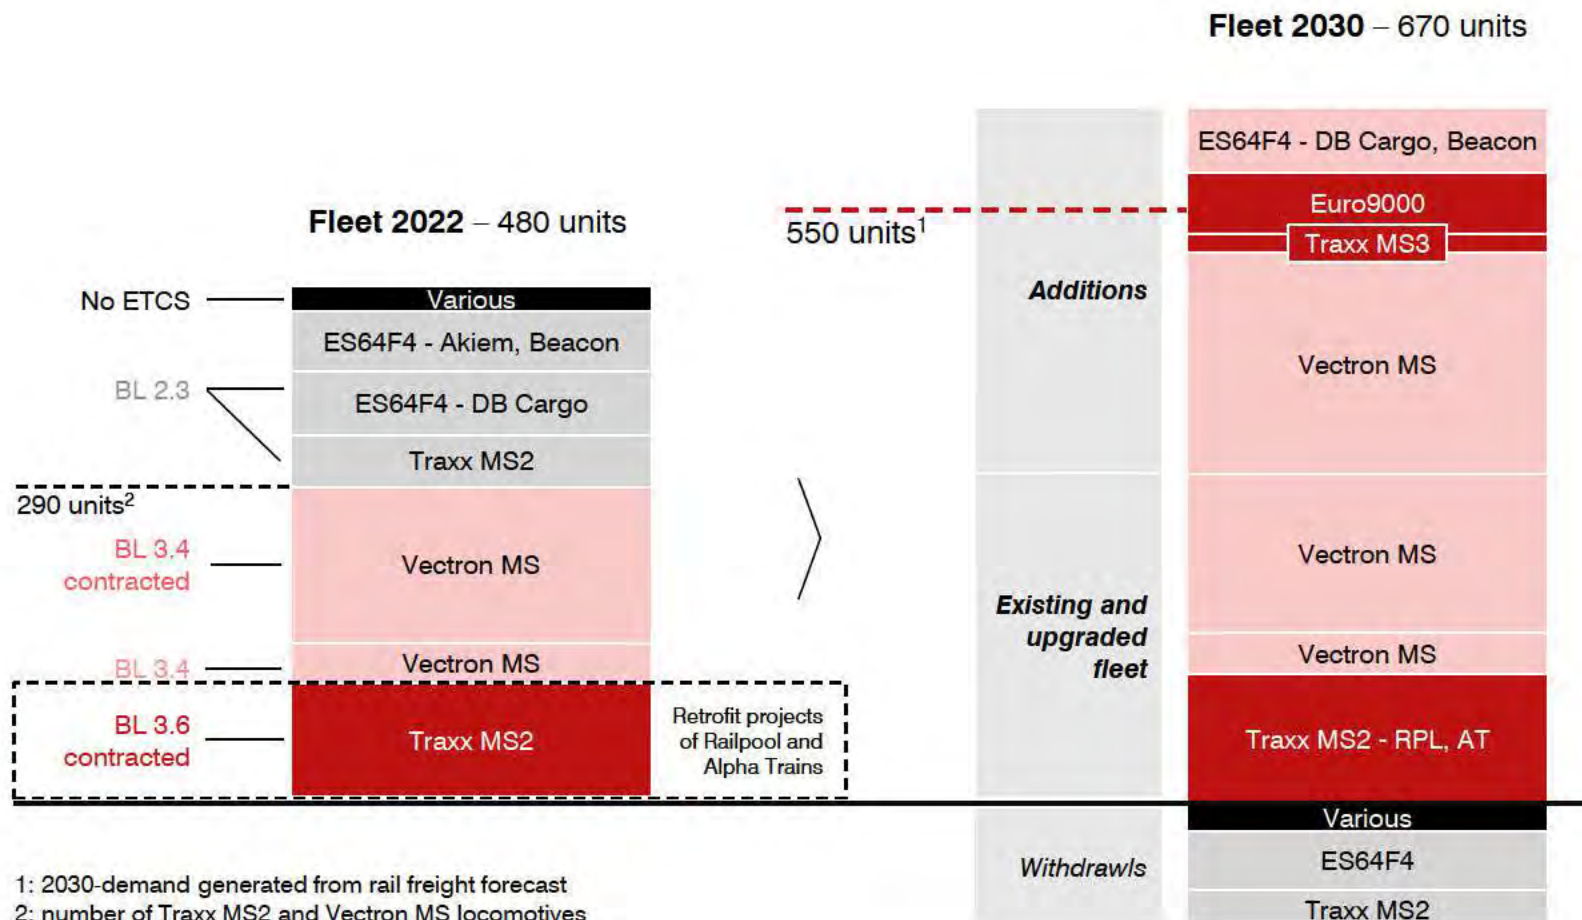 Fleet 2030 – 670 units
Fleet 2022 – 480 units
No ETCS
BL 2.3
290 units²
BL 3.4
contracted
BL 3.4
BL 3.6
contracted
Various
ES64F4 - Akiem, Beacon
ES64F4 - DB Cargo
Traxx MS2
Vectron MS
Vectron MS
Traxx MS2
Retrofit projects
of Railpool and
Alpha Trains
550 units¹
Additions
Existing and
upgraded
fleet
Withdrawls
ES64F4 - DB Cargo, Beacon
Euro9000
Traxx MS3
Vectron MS
Vectron MS
Vectron MS
Traxx MS2 - RPL, AT
Various
ES64F4
Traxx MS2
1: 2030-demand generated from rail freight forecast
2: number of Traxx MS2 and Vectron MS locomotives